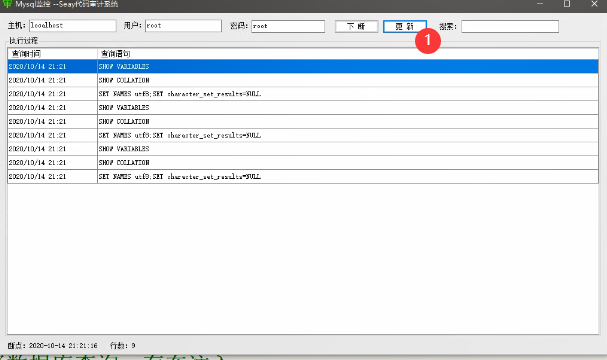 Mysql监控 --Seay代码审计系统
主机: localhost 用户: root 密码: root 下 断 更 新 搜索:
1
执行过程
查询时间 查询语句
2020/10/14 21:21 SHOW VARIABLES
2020/10/14 21:21 SHOW COLLATION
2020/10/14 21:21 SET NAMES utf8;SET character_set_results=NULL
2020/10/14 21:21 SHOW VARIABLES
2020/10/14 21:21 SHOW COLLATION
2020/10/14 21:21 SET NAMES utf8;SET character_set_results=NULL
2020/10/14 21:21 SHOW VARIABLES
2020/10/14 21:21 SHOW COLLATION
2020/10/14 21:21 SET NAMES utf8;SET character_set_results=NULL
断点: 2020-10-14 21:21:16 行数: 9